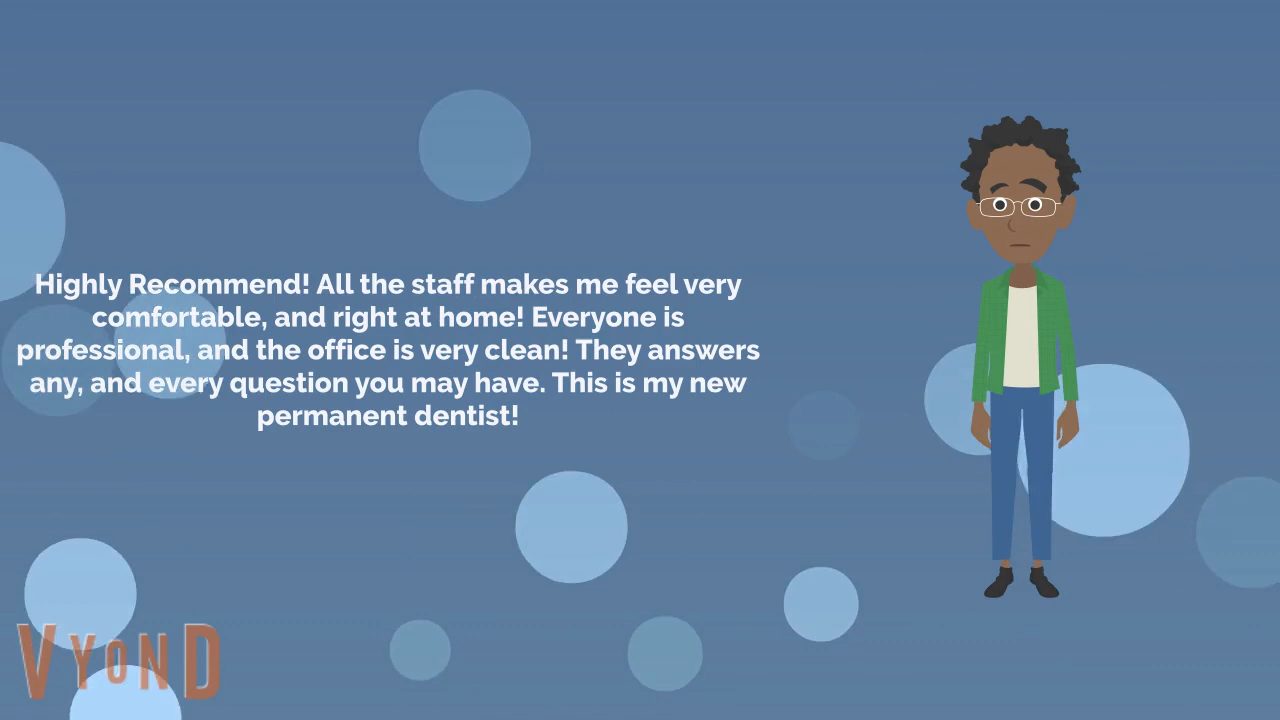 Highly Recommend! All the staff makes me feel very
comfortable, and right at home! Everyone is
professional, and the office is very clean! They answers
any, and every question you may have. This is my new
permanent dentist!
VYOND